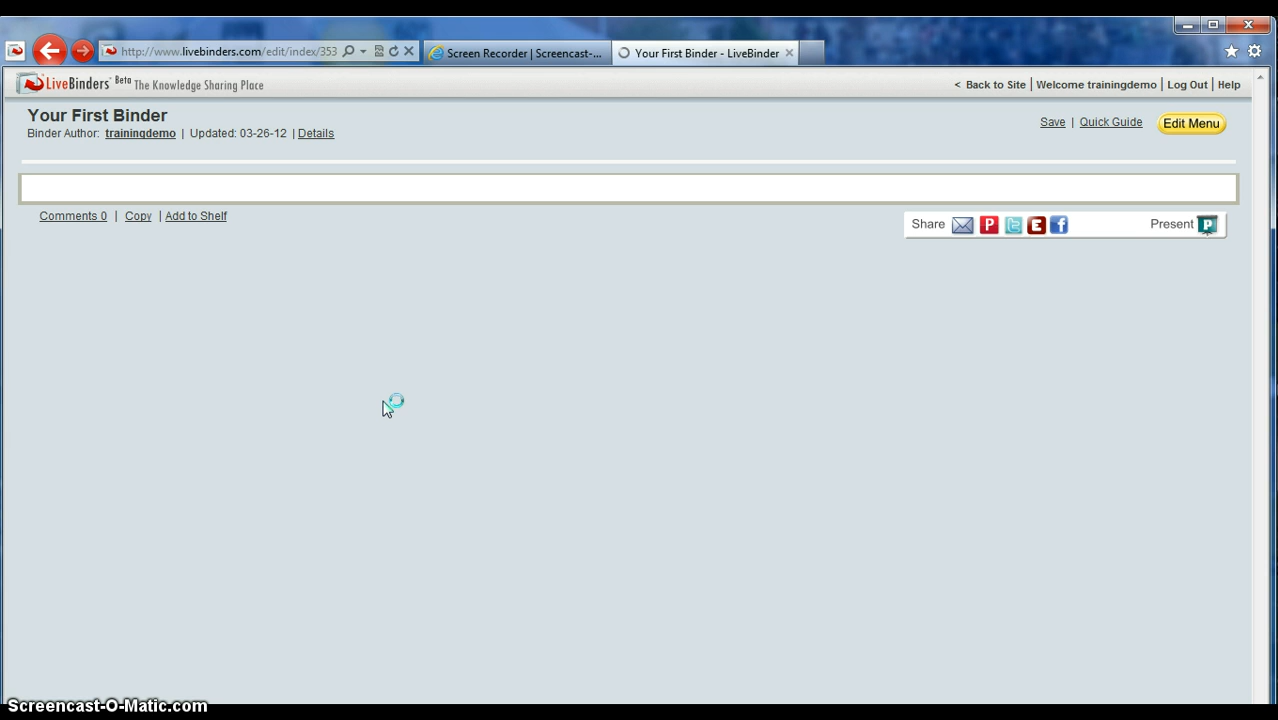 http://www.livebinders.com/edit/index/353
Screen Recorder | Screencast-...
Your First Binder - LiveBinder
LiveBinders Beta The Knowledge Sharing Place
< Back to Site | Welcome trainingdemo | Log Out | Help
Your First Binder
Binder Author: trainingdemo | Updated: 03-26-12 | Details
Save | Quick Guide
Edit Menu
Comments 0 | Copy | Add to Shelf
Share P t E f Present P
Screencast-O-Matic.com